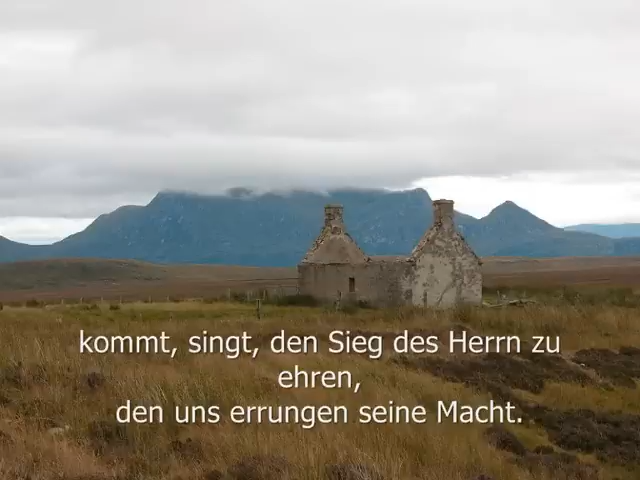 kommt, singt, den Sieg des Herrn zu
ehren,
den uns errungen seine Macht.